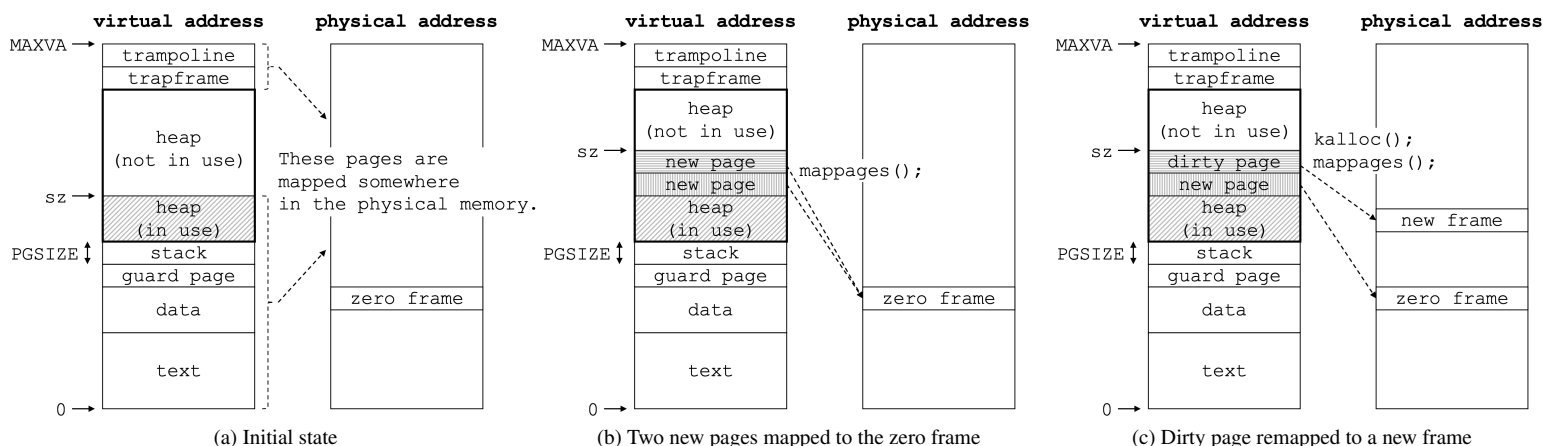 virtual address
physical address
MAXVA
trampoline
trapframe
heap
(not in use)
sz
heap
(in use)
PGSIZE
stack
guard page
data
text
0
These pages are
mapped somewhere
in the physical memory.
zero frame
(a) Initial state
virtual address
physical address
MAXVA
trampoline
trapframe
heap
(not in use)
sz
new page
new page
mappages();
heap
(in use)
PGSIZE
stack
guard page
data
text
0
zero frame
(b) Two new pages mapped to the zero frame
virtual address
physical address
MAXVA
trampoline
trapframe
heap
(not in use)
kalloc();
mappages();
sz
dirty page
new page
heap
(in use)
new frame
PGSIZE
stack
guard page
data
text
0
zero frame
(c) Dirty page remapped to a new frame